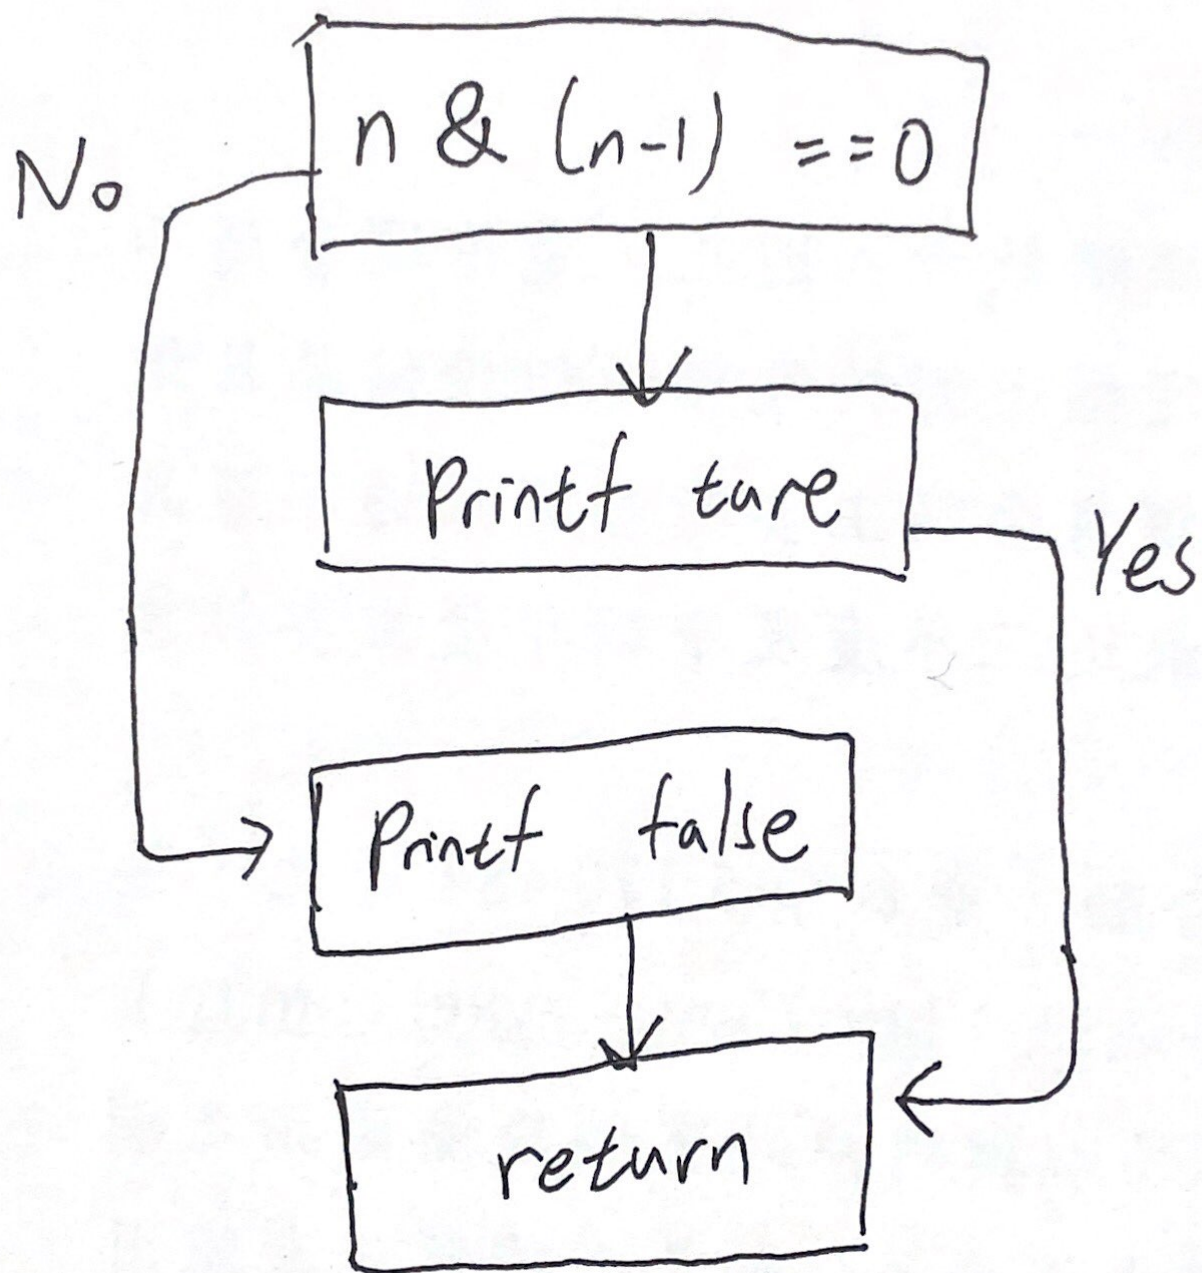 n & (n-1) ==0
No
Printf ture
Yes
Printf false
return